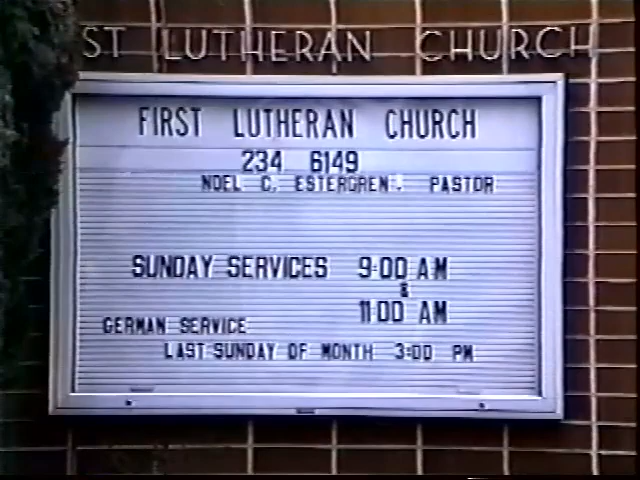 ST LUTHERAN CHURCH
FIRST LUTHERAN CHURCH
234 6149
NOEL C. ESTERGREN. PASTOR
SUNDAY SERVICES 9:00 AM
&
11:00 AM
GERMAN SERVICE
LAST SUNDAY OF MONTH 3:00 PM